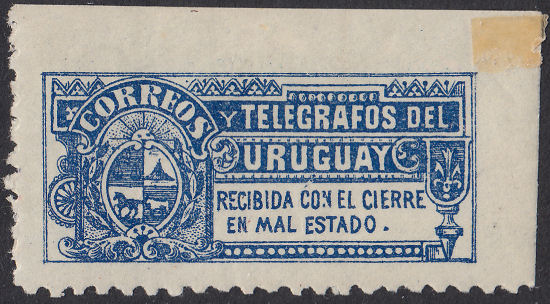 CORREOS
Y TELEGRAFOS DEL
URUGUAY
RECIBIDA CON EL CIERRE
EN MAL ESTADO.